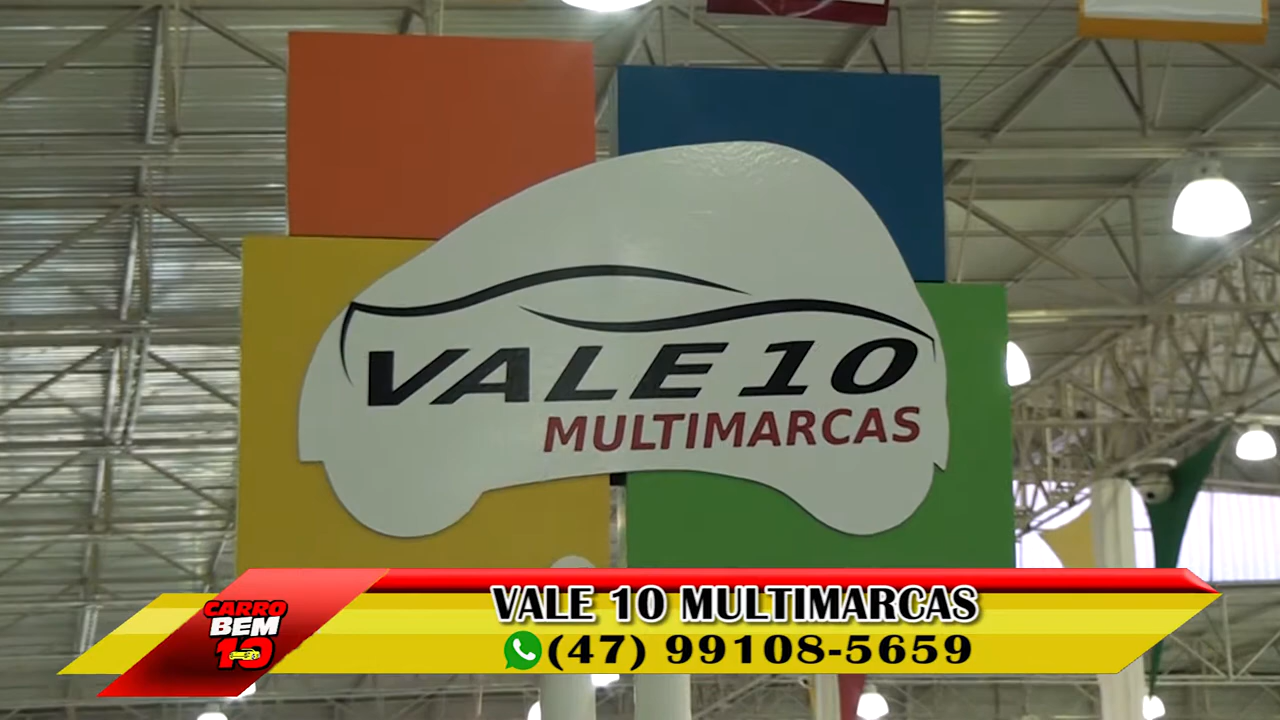 VALE 10
MULTIMARCAS
CARRO
BEM
10
VALE 10 MULTIMARCAS
(47) 99108-5659